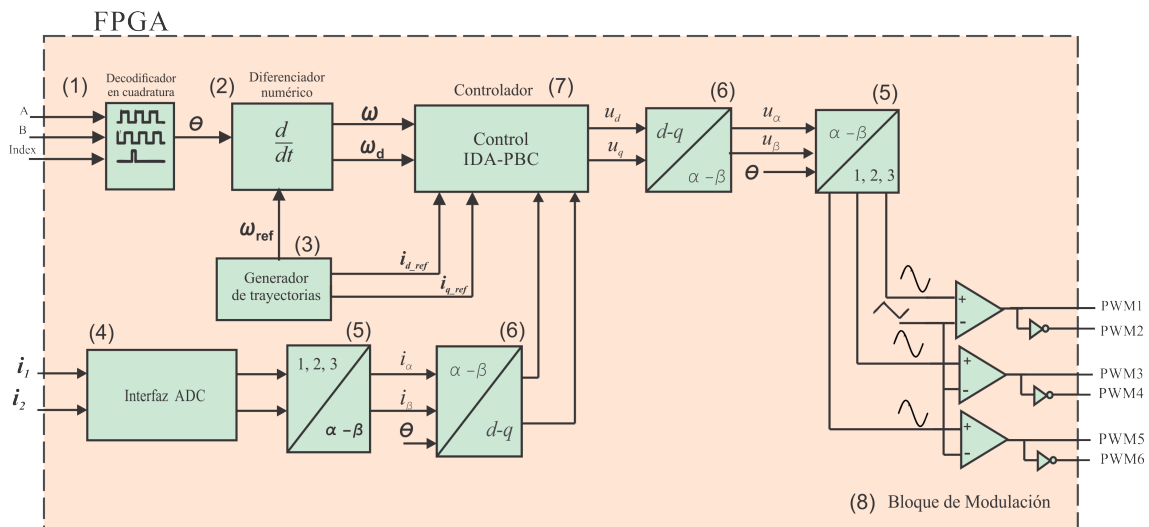 FPGA
(1)
Decodificador
en cuadratura
A
B
Index
θ
(2)
Diferenciador
numérico
d
dt
ω
ω_d
Controlador
(7)
Control
IDA-PBC
u_d
u_q
(6)
d-q
α-β
u_α
u_β
θ
(5)
α-β
1, 2, 3
ω_ref
(3)
Generador
de trayectorias
i_d_ref
i_q_ref
(4)
i_1
i_2
Interfaz ADC
(5)
1, 2, 3
α-β
i_α
i_β
θ
(6)
α-β
d-q
+
-
PWM1
PWM2
+
-
PWM3
PWM4
+
-
PWM5
PWM6
(8) Bloque de Modulación